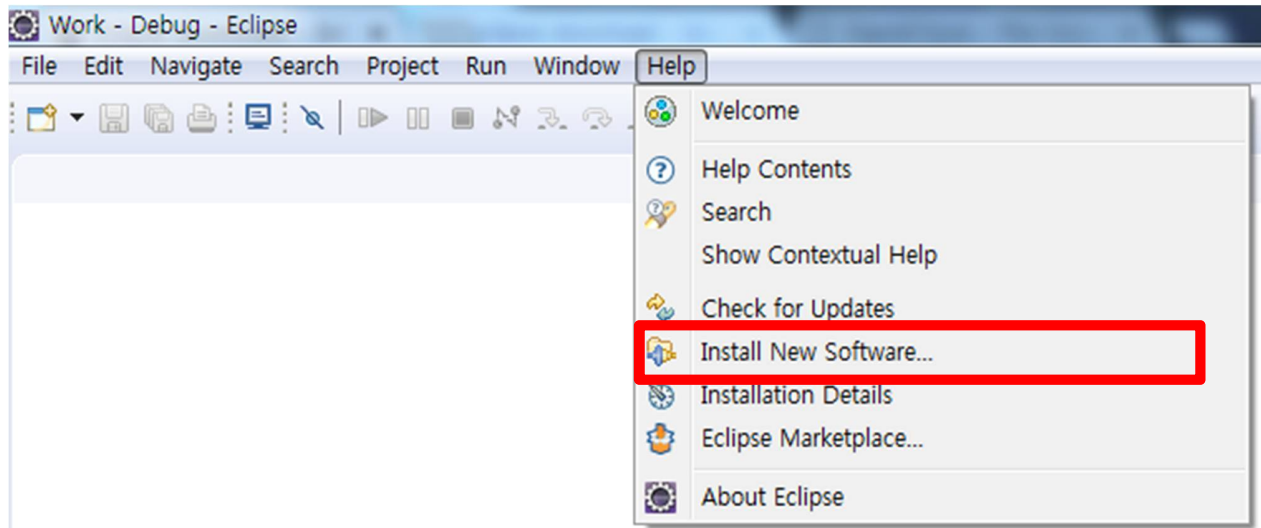 Work - Debug - Eclipse
File Edit Navigate Search Project Run Window Help
Welcome
Help Contents
Search
Show Contextual Help
Check for Updates
Install New Software...
Installation Details
Eclipse Marketplace...
About Eclipse